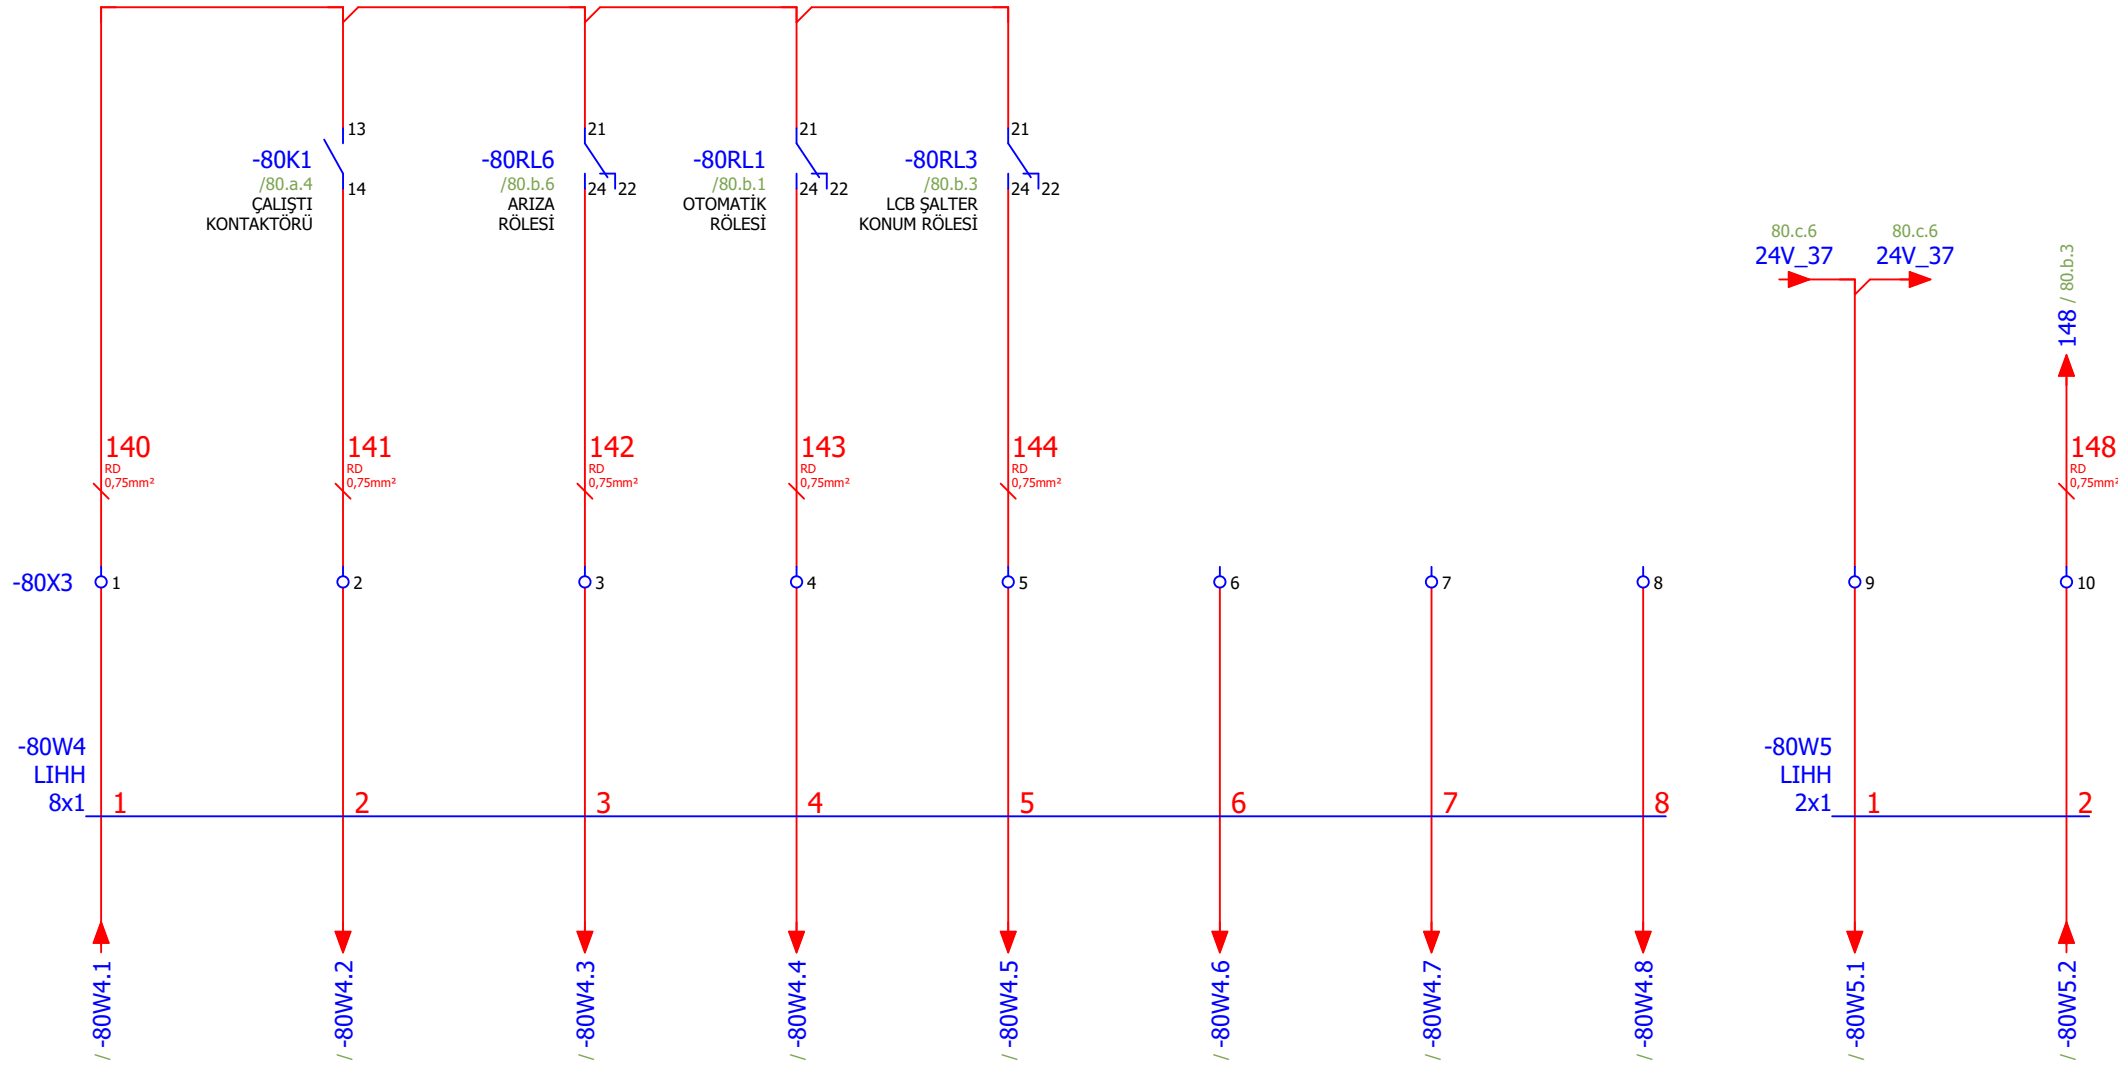 13
-80K1
/80.a.4
14
ÇALIŞTI
KONTAKTÖRÜ
21
-80RL6
/80.b.6
24 22
ARIZA
RÖLESİ
21
-80RL1
/80.b.1
24 22
OTOMATİK
RÖLESİ
21
-80RL3
/80.b.3
24 22
LCB ŞALTER
KONUM RÖLESİ
80.c.6 80.c.6
24V_37 24V_37
148 / 80.b.3
140
RD
0,75mm²
141
RD
0,75mm²
142
RD
0,75mm²
143
RD
0,75mm²
144
RD
0,75mm²
148
RD
0,75mm²
-80X3 1 2 3 4 5 6 7 8 9 10
-80W4
LIHH
8x1 1 2 3 4 5 6 7 8
-80W5
LIHH
2x1 1 2
/ -80W4.1
/ -80W4.2
/ -80W4.3
/ -80W4.4
/ -80W4.5
/ -80W4.6
/ -80W4.7
/ -80W4.8
/ -80W5.1
/ -80W5.2